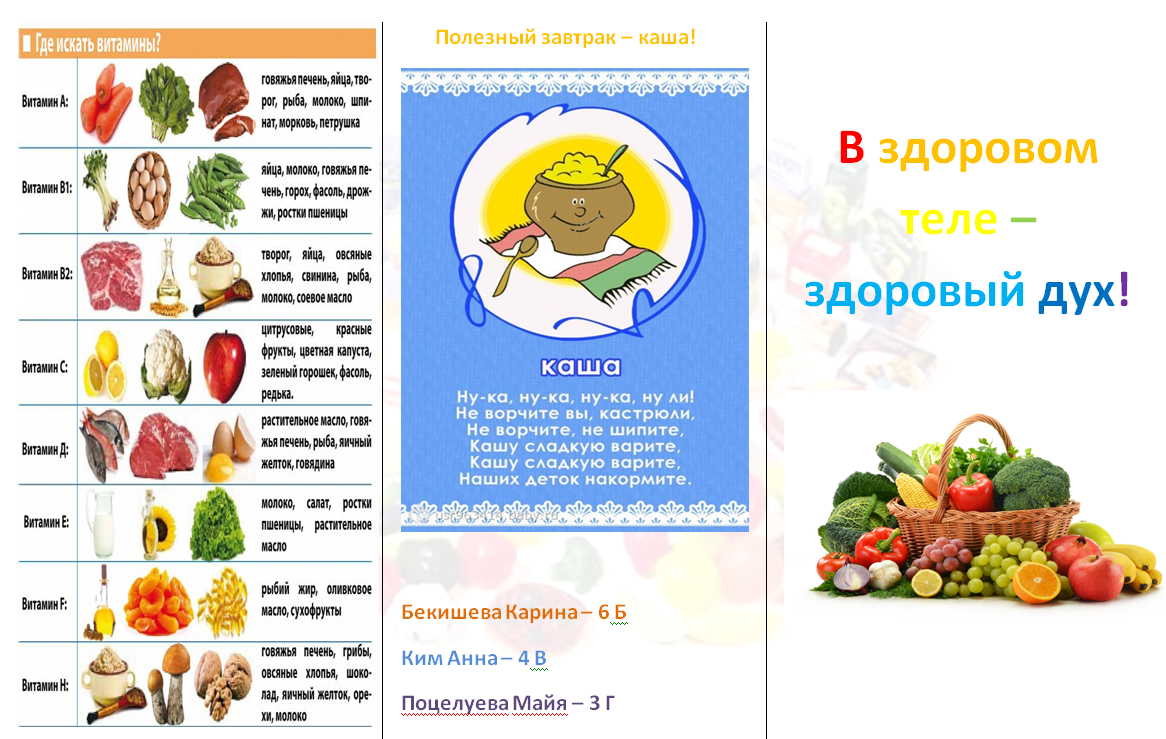 Где искать витамины?
Витамин А:
говяжья печень, яйца, тво-
рог, рыба, молоко, шпи-
нат, морковь, петрушка
Витамин В1:
яйца, молоко, говяжья пе-
чень, горох, фасоль, дрож-
жи, ростки пшеницы
Витамин В2:
творог, яйца, овсяные
хлопья, свинина, рыба,
молоко, соевое масло
Витамин С:
цитрусовые, красные
фрукты, цветная капуста,
зеленый горошек, фасоль,
редька.
Витамин Д:
растительное масло, говя-
жья печень, рыба, яичный
желток, говядина
Витамин Е:
молоко, салат, ростки
пшеницы, растительное
масло
Витамин F:
рыбий жир, оливковое
масло, сухофрукты
Витамин Н:
говяжья печень, грибы,
овсяные хлопья, шоко-
лад, яичный желток, оре-
хи, молоко
Полезный завтрак – каша!
каша
Ну-ка, ну-ка, ну-ка, ну ли!
Не ворчите вы, кастрюли,
Не ворчите, не шипите,
Кашу сладкую варите,
Кашу сладкую варите,
Наших деток накормите.
Бекишева Карина – 6 Б
Ким Анна – 4 В
Поцелуева Майя – 3 Г
В здоровом
теле –
здоровый дух!